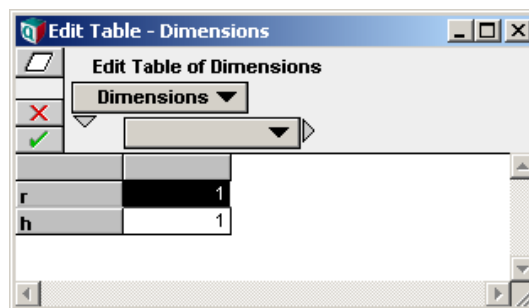 Edit Table - Dimensions
Edit Table of Dimensions
Dimensions
r 1
h 1